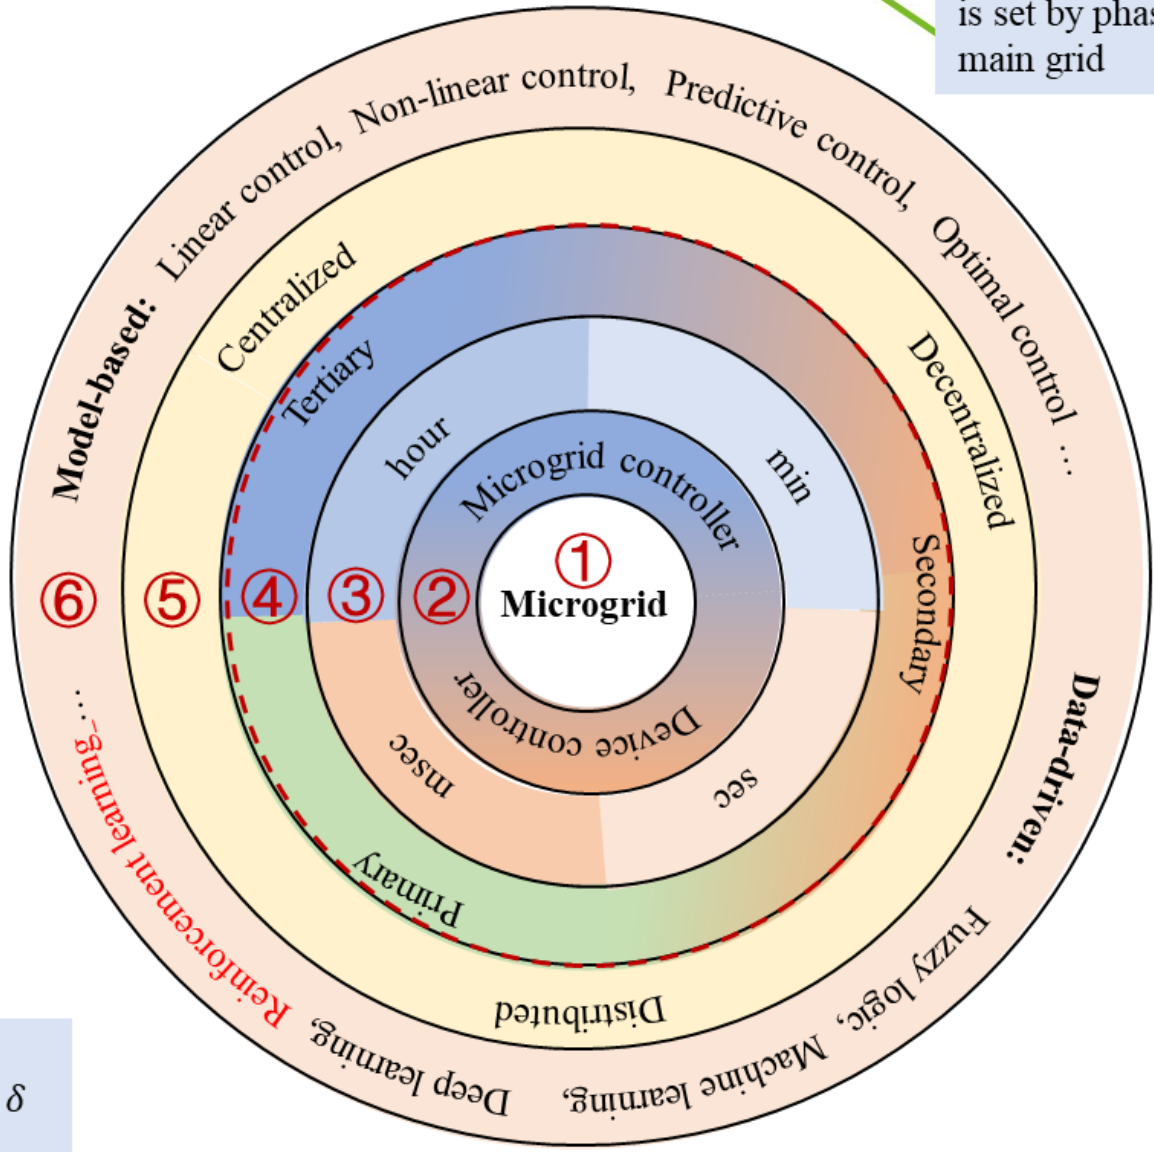 is set by phas
main grid
Model-based: Linear control, Non-linear control, Predictive control, Optimal control ...
Data-driven: Fuzzy logic, Machine learning, Deep learning, Reinforcement learning ...
Centralized
Decentralized
Distributed
Tertiary
Secondary
Primary
hour
min
sec
msec
Microgrid controller
Device controller
⑥ ⑤ ④ ③ ② ①
Microgrid
δ